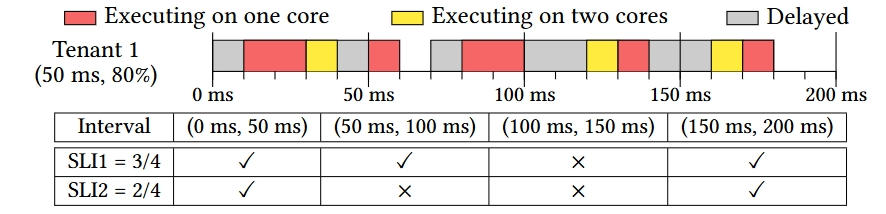 Executing on one core Executing on two cores Delayed
Tenant 1
(50 ms, 80%)
0 ms 50 ms 100 ms 150 ms 200 ms
Interval (0 ms, 50 ms) (50 ms, 100 ms) (100 ms, 150 ms) (150 ms, 200 ms)
SLI1 = 3/4 ✓ ✓ × ✓
SLI2 = 2/4 ✓ × × ✓